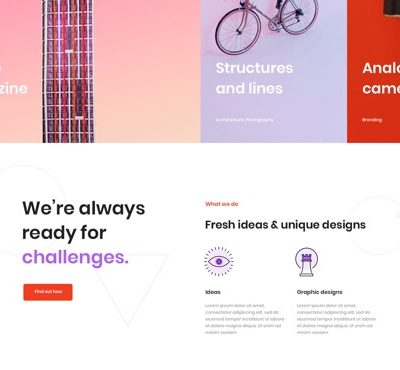 zine
Structures
and lines
Architecture, Photography
Analo
came
Branding
We're always
ready for
challenges.
Find out how
What we do
Fresh ideas & unique designs
Ideas
Lorem ipsum dolor sit amet,
consectetur adipiscing elit, sed do
eiusmod tempor incididunt ut labore
et dolore magna aliqua. Ut enim ad
minim veniam.
Graphic designs
Lorem ipsum dolor sit amet,
consectetur adipiscing elit, sed do
eiusmod tempor incididunt ut labore
et dolore magna aliqua. Ut enim ad
minim veniam.